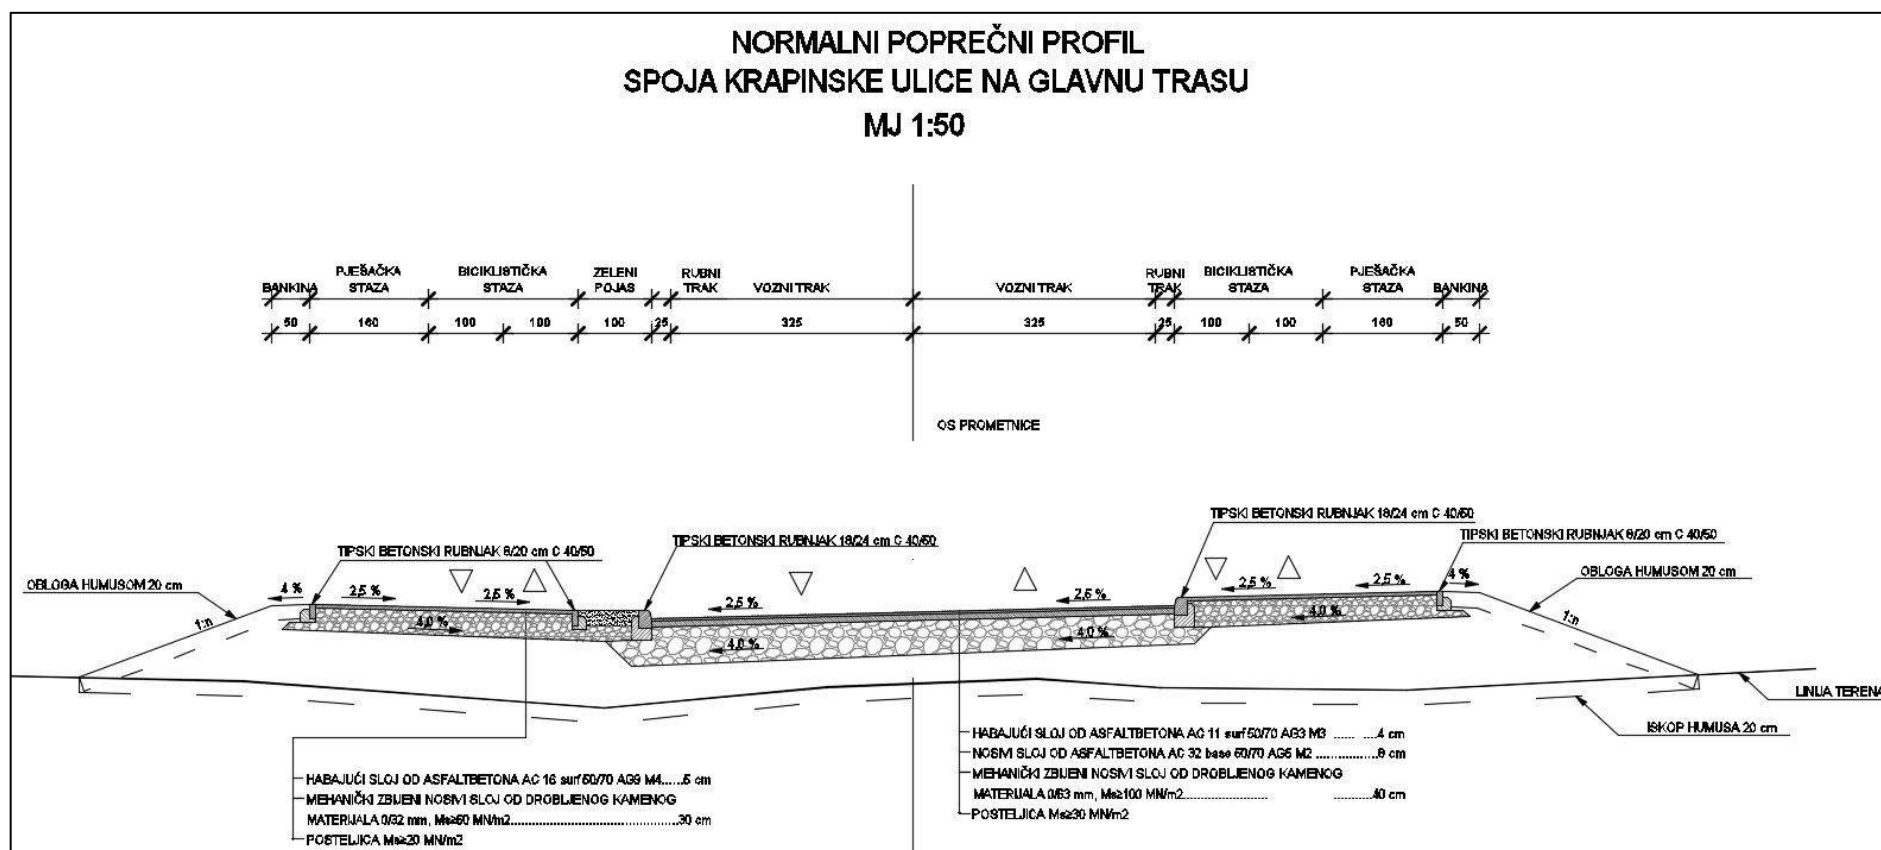 NORMALNI POPREČNI PROFIL
SPOJA KRAPINSKE ULICE NA GLAVNU TRASU
MJ 1:50
BANKINA
PJEŠAČKA
STAZA
BICIKLISTIČKA
STAZA
ZELENI
POJAS
RUBNI
TRAK
VOZNI TRAK
VOZNI TRAK
RUBNI
TRAK
BICIKLISTIČKA
STAZA
PJEŠAČKA
STAZA
BANKINA
50 160 100 100 100 25 325 325 25 100 100 160 50
OS PROMETNICE
TIPSKI BETONSKI RUBNJAK 18/24 cm C 40/50
TIPSKI BETONSKI RUBNJAK 8/20 cm C 40/50
TIPSKI BETONSKI RUBNJAK 18/24 cm C 40/50
TIPSKI BETONSKI RUBNJAK 8/20 cm C 40/50
OBLOGA HUMUSOM 20 cm
OBLOGA HUMUSOM 20 cm
4 % 2,5 % 2,5 % 2,5 % 2,5 % 2,5 % 2,5 % 4 %
1:n 4,0 % 4,0 % 4,0 % 4,0 % 1:n
LINIJA TERENA
ISKOP HUMUSA 20 cm
HABAJUĆI SLOJ OD ASFALTBETONA AC 11 surf 50/70 AG3 M3 ...... ....4 cm
NOSIVI SLOJ OD ASFALTBETONA AC 32 base 50/70 AG6 M2 .................8 cm
MEHANIČKI ZBIJENI NOSIVI SLOJ OD DROBLJENOG KAMENOG
MATERIJALA 0/63 mm, Ms≥100 MN/m2...................... ..........40 cm
POSTELJICA Ms≥30 MN/m2
HABAJUĆI SLOJ OD ASFALTBETONA AC 16 surf 50/70 AG9 M4......5 cm
MEHANIČKI ZBIJENI NOSIVI SLOJ OD DROBLJENOG KAMENOG
MATERIJALA 0/32 mm, Ms≥60 MN/m2.............................................30 cm
POSTELJICA Ms≥20 MN/m2